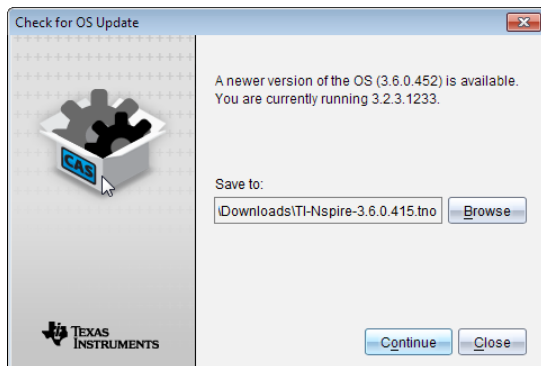 Check for OS Update
A newer version of the OS (3.6.0.452) is available.
You are currently running 3.2.3.1233.
CAS
Save to:
\Downloads\TI-Nspire-3.6.0.415.tno
Browse
TEXAS
INSTRUMENTS
Continue
Close